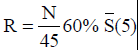 R = N/45 60% S̅(5)